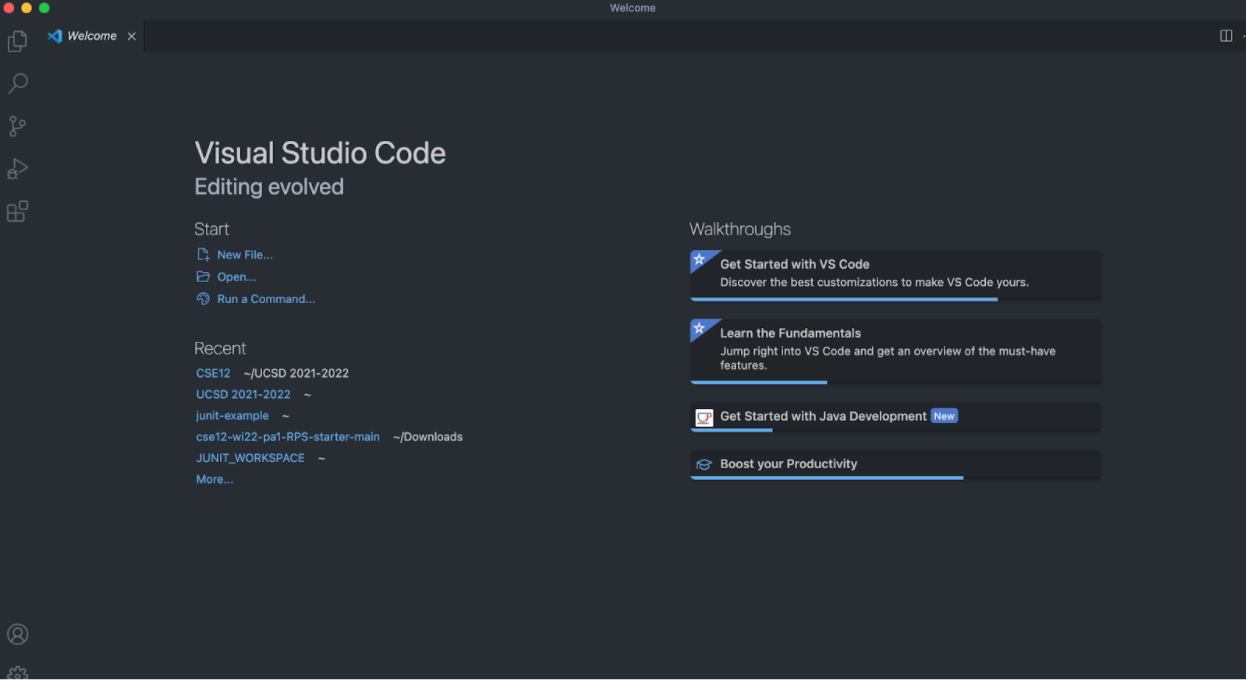 Welcome
Welcome
Visual Studio Code
Editing evolved
Start
New File...
Open...
Run a Command...
Recent
CSE12 ~/UCSD 2021-2022
UCSD 2021-2022 ~
junit-example ~
cse12-wi22-pa1-RPS-starter-main ~/Downloads
JUNIT_WORKSPACE ~
More...
Walkthroughs
Get Started with VS Code
Discover the best customizations to make VS Code yours.
Learn the Fundamentals
Jump right into VS Code and get an overview of the must-have
features.
Get Started with Java Development New
Boost your Productivity